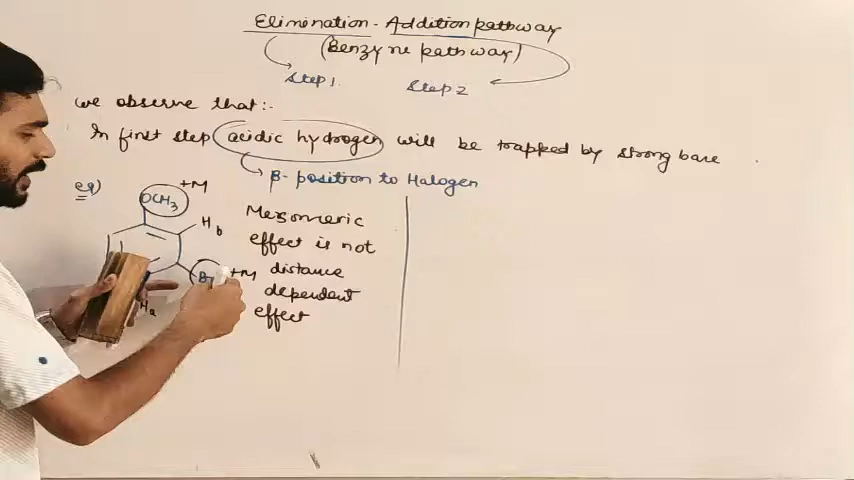 Elimination - Addition pathway
(Benzyne pathway)
Step 1
Step 2
we observe that:-
In first step acidic hydrogen will be trapped by strong base
β- position to Halogen
eg)
+M
OCH3
Hb
Br
+M
Ha
Mesomeric
effect is not
distance
dependent
effect